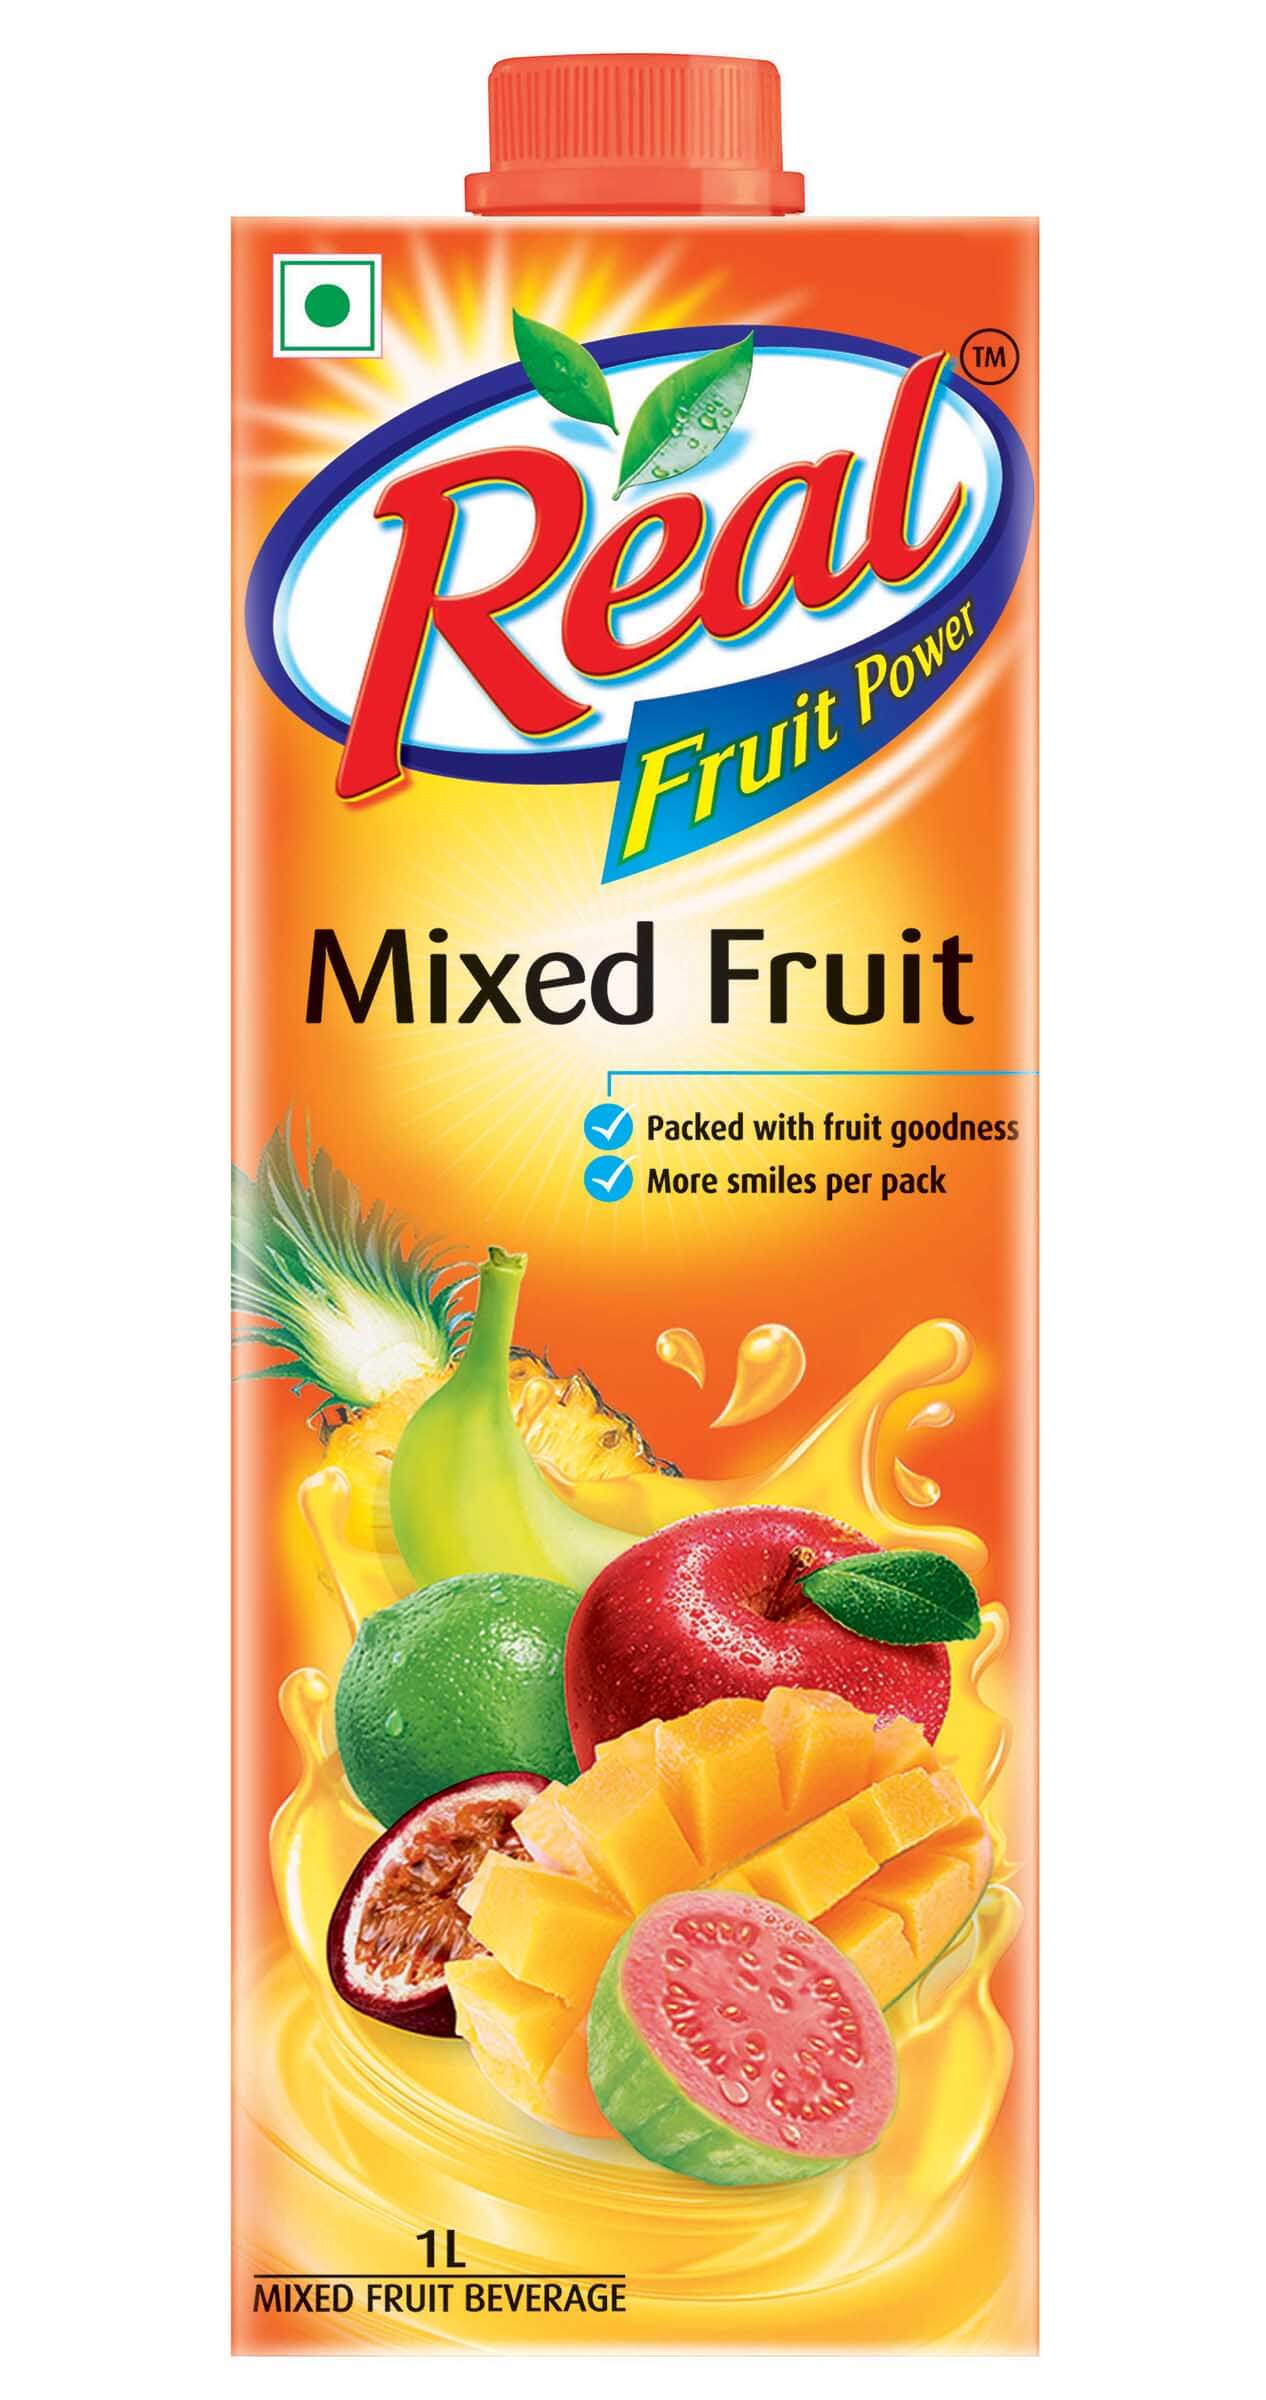 Real
TM
Fruit Power
Mixed Fruit
Packed with fruit goodness
More smiles per pack
1L
MIXED FRUIT BEVERAGE